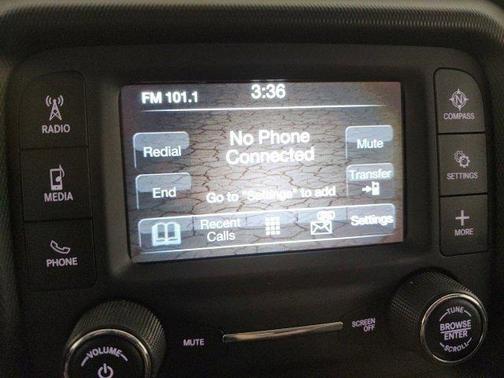 FM 101.1
3:36
RADIO
COMPASS
Redial
No Phone
Connected
Mute
MEDIA
SETTINGS
End
Go to "Settings" to add
Transfer
PHONE
Recent
Calls
Settings
MORE
VOLUME
MUTE
SCREEN
OFF
TUNE
BROWSE
ENTER
SCROLL